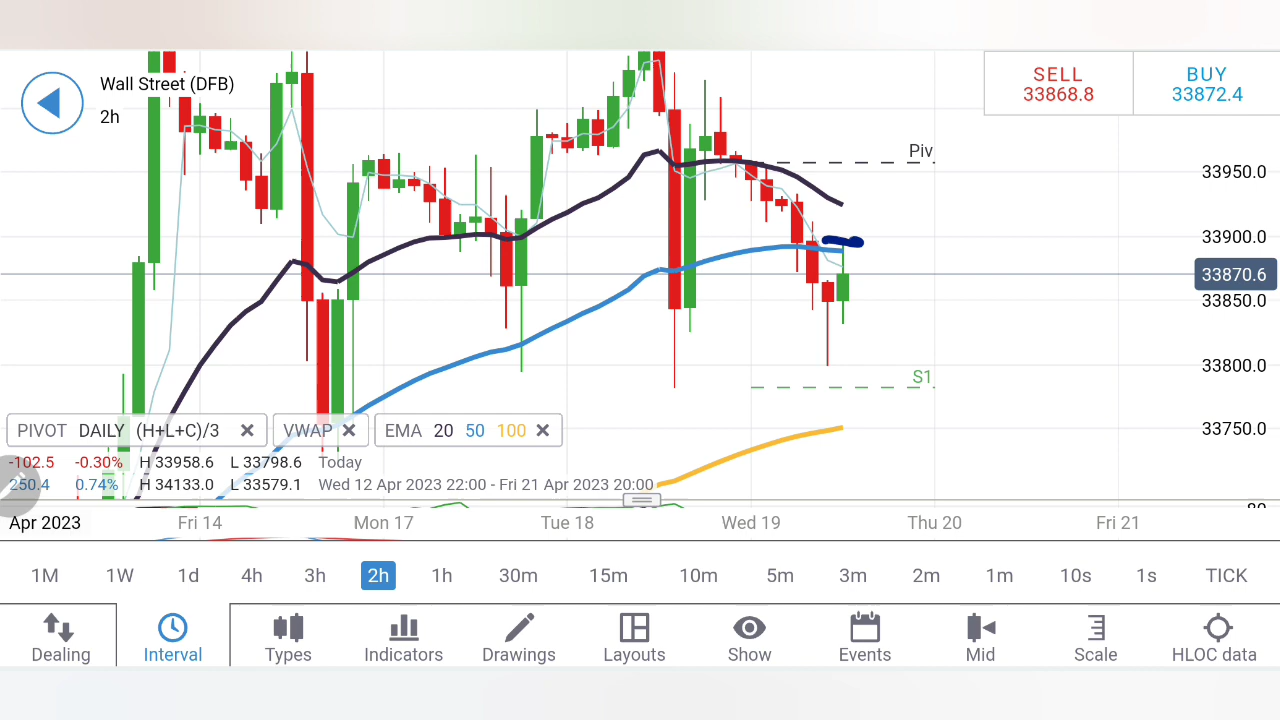 Wall Street (DFB)
2h
SELL
33868.8
BUY
33872.4
Piv
33950.0
33900.0
33870.6
33850.0
33800.0
S1
33750.0
PIVOT DAILY (H+L+C)/3 ✕ VWAP ✕ EMA 20 50 100 ✕
-102.5 -0.30% H 33958.6 L 33798.6 Today
250.4 0.74% H 34133.0 L 33579.1 Wed 12 Apr 2023 22:00 - Fri 21 Apr 2023 20:00
Apr 2023 Fri 14 Mon 17 Tue 18 Wed 19 Thu 20 Fri 21
1M 1W 1d 4h 3h 2h 1h 30m 15m 10m 5m 3m 2m 1m 10s 1s TICK
Dealing Interval Types Indicators Drawings Layouts Show Events Mid Scale HLOC data